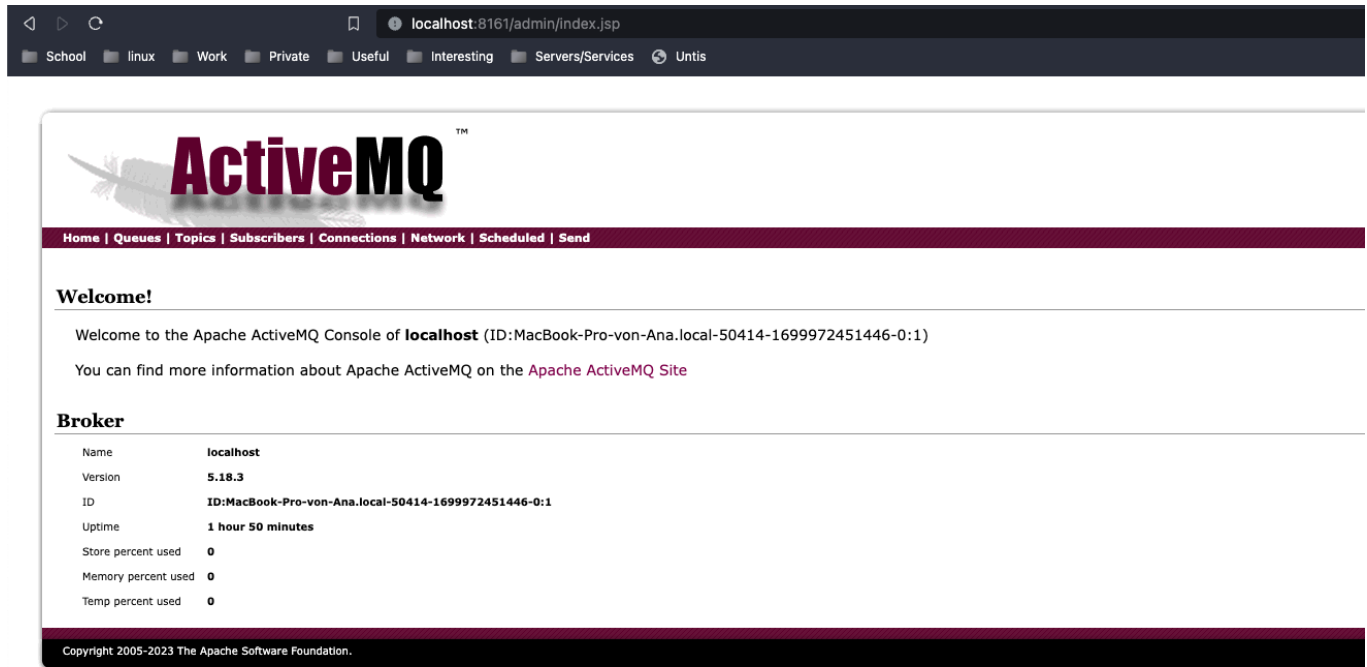 localhost:8161/admin/index.jsp
School linux Work Private Useful Interesting Servers/Services Untis
ActiveMQ ™
Home | Queues | Topics | Subscribers | Connections | Network | Scheduled | Send
Welcome!
Welcome to the Apache ActiveMQ Console of localhost (ID:MacBook-Pro-von-Ana.local-50414-1699972451446-0:1)
You can find more information about Apache ActiveMQ on the Apache ActiveMQ Site
Broker
Name localhost
Version 5.18.3
ID ID:MacBook-Pro-von-Ana.local-50414-1699972451446-0:1
Uptime 1 hour 50 minutes
Store percent used 0
Memory percent used 0
Temp percent used 0
Copyright 2005-2023 The Apache Software Foundation.